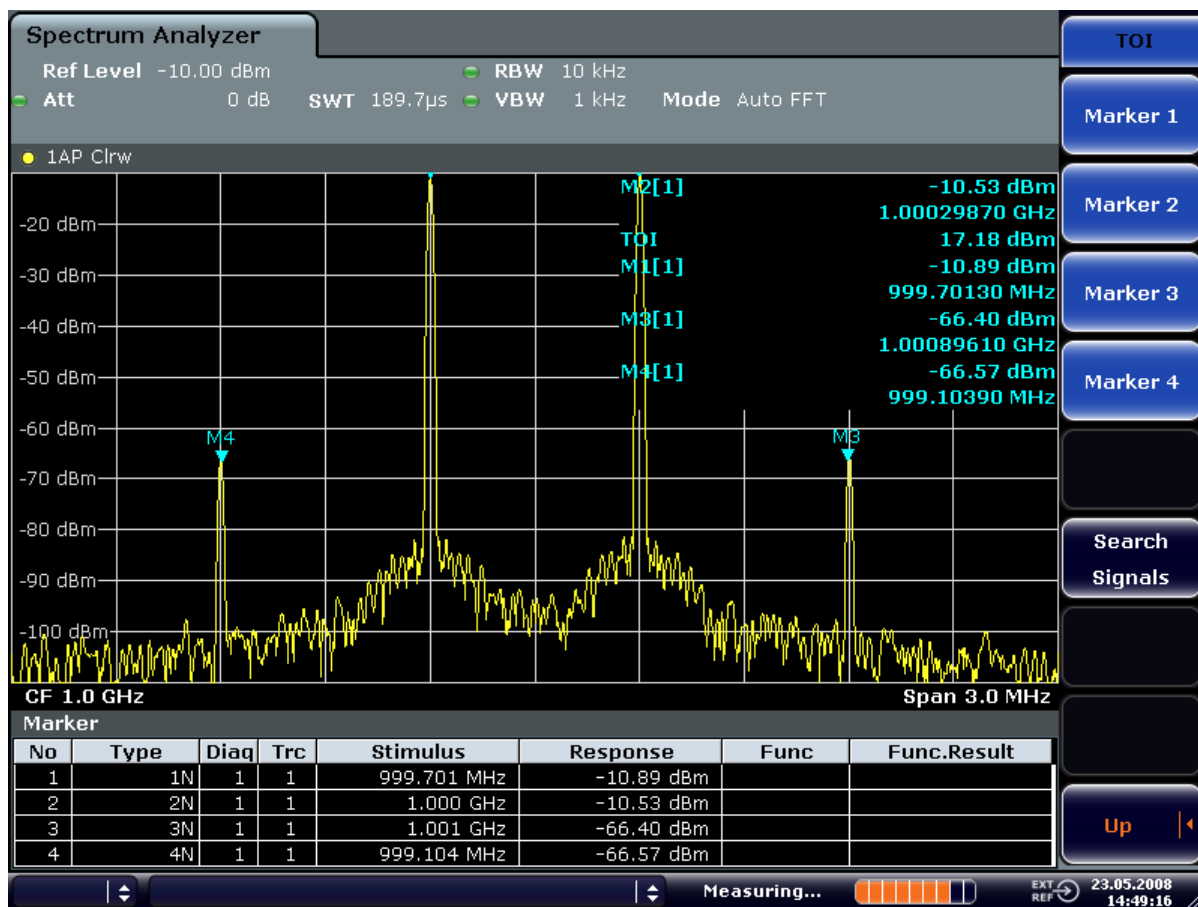 Spectrum Analyzer
Ref Level -10.00 dBm RBW 10 kHz
Att 0 dB SWT 189.7µs VBW 1 kHz Mode Auto FFT
1AP Clrw
M2[1] -10.53 dBm
1.00029870 GHz
TOI 17.18 dBm
M1[1] -10.89 dBm
999.70130 MHz
M3[1] -66.40 dBm
1.00089610 GHz
M4[1] -66.57 dBm
999.10390 MHz
-20 dBm
-30 dBm
-40 dBm
-50 dBm
-60 dBm
-70 dBm
-80 dBm
-90 dBm
-100 dBm
M4
M3
CF 1.0 GHz Span 3.0 MHz
Marker
No Type Diaq Trc Stimulus Response Func Func.Result
1 1N 1 1 999.701 MHz -10.89 dBm
2 2N 1 1 1.000 GHz -10.53 dBm
3 3N 1 1 1.001 GHz -66.40 dBm
4 4N 1 1 999.104 MHz -66.57 dBm
Measuring...
EXT
REF
23.05.2008
14:49:16
TOI
Marker 1
Marker 2
Marker 3
Marker 4
Search
Signals
Up